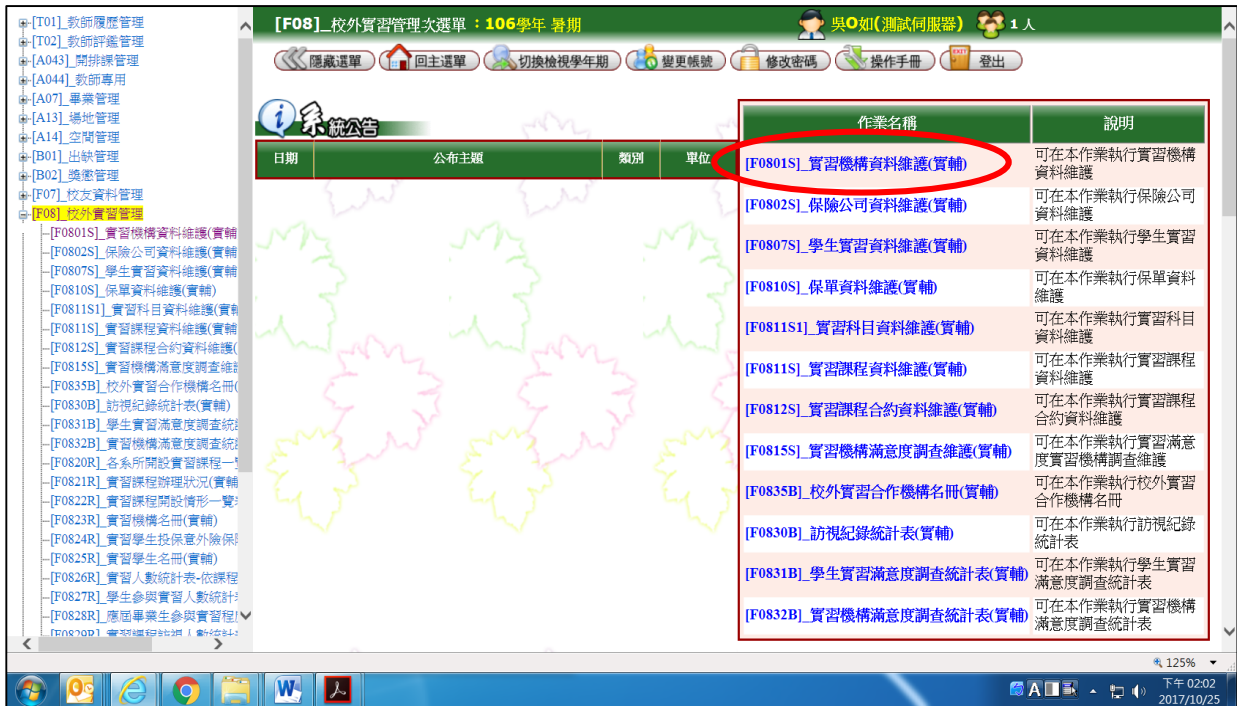 [T01]_教師履歷管理
[T02]_教師評鑑管理
[A043]_開排課管理
[A044]_教師專用
[A07]_畢業管理
[A13]_場地管理
[A14]_空間管理
[B01]_出缺管理
[B02]_獎懲管理
[F07]_校友資料管理
[F08]_校外實習管理
[F0801S]_實習機構資料維護(實輔
[F0802S]_保險公司資料維護(實輔
[F0807S]_學生實習資料維護(實輔
[F0810S]_保單資料維護(實輔)
[F0811S1]_實習科目資料維護(實輔
[F0811S]_實習課程資料維護(實輔
[F0812S]_實習課程合約資料維護(
[F0815S]_實習機構滿意度調查維護
[F0835B]_校外實習合作機構名冊(
[F0830B]_訪視紀錄統計表(實輔)
[F0831B]_學生實習滿意度調查統
[F0832B]_實習機構滿意度調查統
[F0820R]_各系所開設實習課程一
[F0821R]_實習課程辦理狀況(實輔
[F0822R]_實習課程開設情形一覽
[F0823R]_實習機構名冊(實輔)
[F0824R]_實習學生投保意外險保
[F0825R]_實習學生名冊(實輔)
[F0826R]_實習人數統計表-依課程
[F0827R]_學生參與實習人數統計
[F0828R]_應屆畢業生參與實習程
[F0829R]_實習課程訪視人數統計
[F08]_校外實習管理次選單：106學年 暑期
吳O如(測試伺服器) 1 人
隱藏選單 回主選單 切換檢視學年期 變更帳號 修改密碼 操作手冊 登出
系統公告
日期 公布主題 類別 單位
作業名稱 說明
[F0801S]_實習機構資料維護(實輔) 可在本作業執行實習機構
資料維護
[F0802S]_保險公司資料維護(實輔) 可在本作業執行保險公司
資料維護
[F0807S]_學生實習資料維護(實輔) 可在本作業執行學生實習
資料維護
[F0810S]_保單資料維護(實輔) 可在本作業執行保單資料
維護
[F0811S1]_實習科目資料維護(實輔) 可在本作業執行實習科目
資料維護
[F0811S]_實習課程資料維護(實輔) 可在本作業執行實習課程
資料維護
[F0812S]_實習課程合約資料維護(實輔) 可在本作業執行實習課程
合約資料維護
[F0815S]_實習機構滿意度調查維護(實輔) 可在本作業執行實習滿意
度實習機構調查維護
[F0835B]_校外實習合作機構名冊(實輔) 可在本作業執行校外實習
合作機構名冊
[F0830B]_訪視紀錄統計表(實輔) 可在本作業執行訪視紀錄
統計表
[F0831B]_學生實習滿意度調查統計表(實輔) 可在本作業執行學生實習
滿意度調查統計表
[F0832B]_實習機構滿意度調查統計表(實輔) 可在本作業執行實習機構
滿意度調查統計表
125%
下午 02:02
2017/10/25